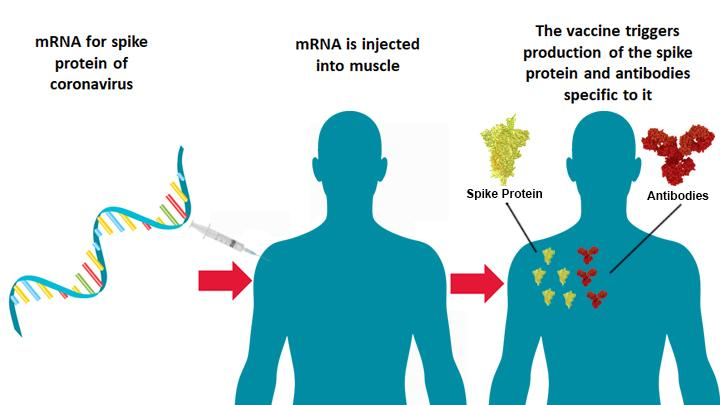 mRNA for spike
protein of
coronavirus
mRNA is injected
into muscle
The vaccine triggers
production of the spike
protein and antibodies
specific to it
Spike Protein
Antibodies